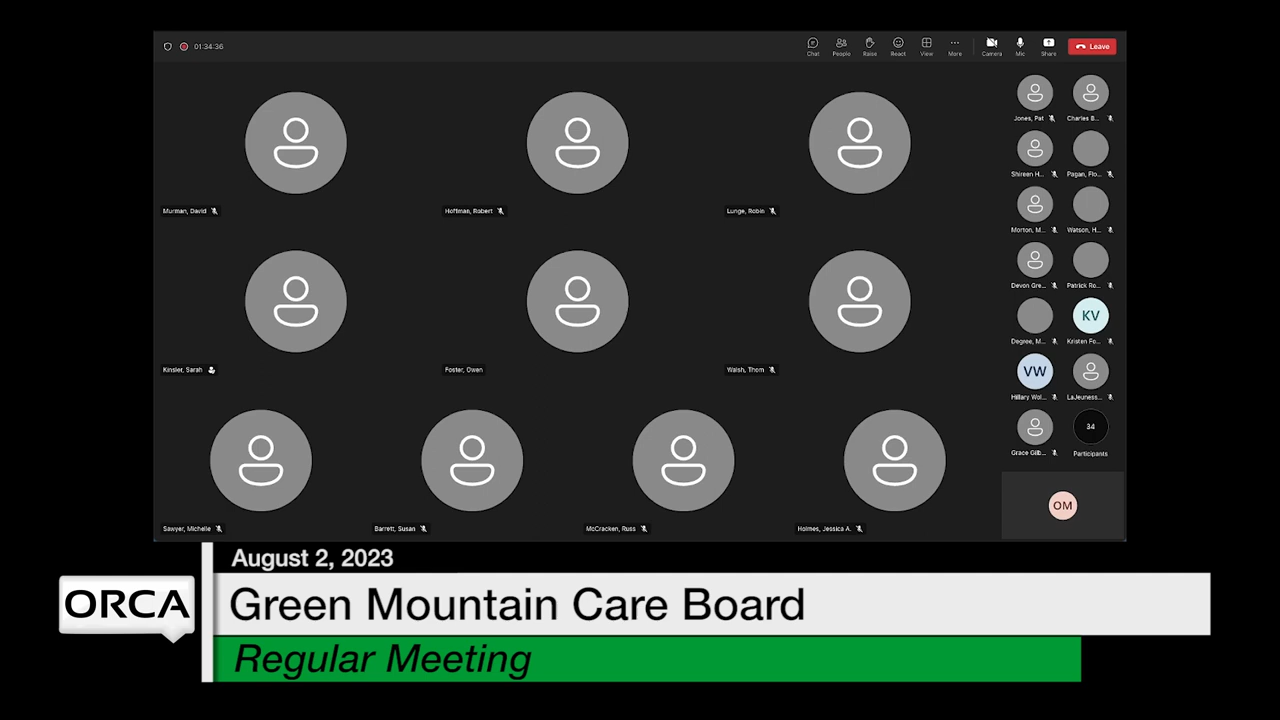 01:34:36
Chat People Raise React View More Camera Mic Share Leave
Jones, Pat Charles B...
Shireen H... Pagan, Flo...
Murman, David Hoffman, Robert Lunge, Robin
Morton, M... Watson, H...
Devon Gre... Patrick Ro...
KV
Degree, M... Kristen Fo...
Kinsler, Sarah Foster, Owen Walsh, Thom
VW
Hillary Wol... LaJeuness...
34
Grace Gilb... Participants
OM
Sawyer, Michelle Barrett, Susan McCracken, Russ Holmes, Jessica A.
August 2, 2023
ORCA
Green Mountain Care Board
Regular Meeting